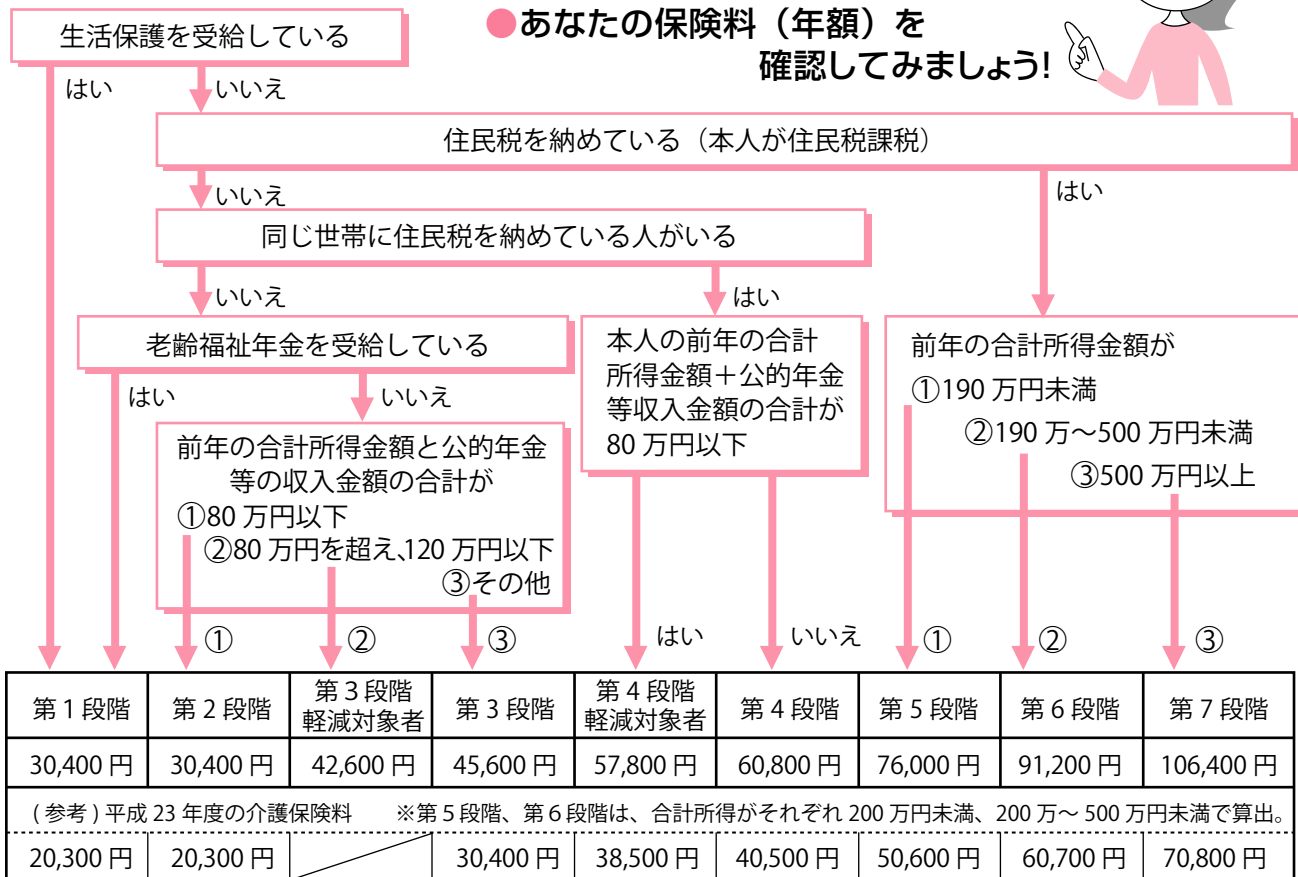 ●あなたの保険料（年額）を
確認してみましょう!
生活保護を受給している
はい
いいえ
住民税を納めている（本人が住民税課税）
いいえ
はい
同じ世帯に住民税を納めている人がいる
いいえ
はい
老齢福祉年金を受給している
はい
いいえ
前年の合計所得金額と公的年金
等の収入金額の合計が
①80 万円以下
②80 万円を超え、120 万円以下
③その他
本人の前年の合計
所得金額＋公的年金
等収入金額の合計が
80 万円以下
前年の合計所得金額が
①190 万円未満
②190 万〜500 万円未満
③500 万円以上
① ② ③ はい いいえ ① ② ③
第 1 段階 第 2 段階 第 3 段階 軽減対象者 第 3 段階 第 4 段階 軽減対象者 第 4 段階 第 5 段階 第 6 段階 第 7 段階
30,400 円 30,400 円 42,600 円 45,600 円 57,800 円 60,800 円 76,000 円 91,200 円 106,400 円
( 参考 ) 平成 23 年度の介護保険料 ※第 5 段階、第 6 段階は、合計所得がそれぞれ 200 万円未満、200 万〜 500 万円未満で算出。
20,300 円 20,300 円 30,400 円 38,500 円 40,500 円 50,600 円 60,700 円 70,800 円